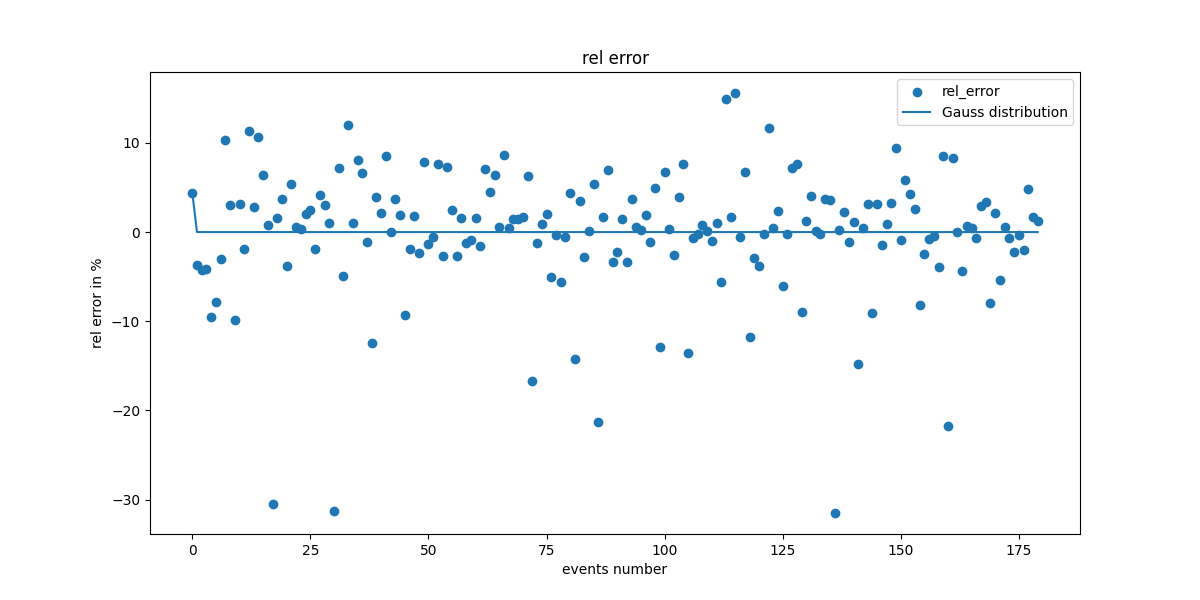 rel error
rel_error
Gauss distribution
rel error in %
10
0
−10
−20
−30
0 25 50 75 100 125 150 175
events number